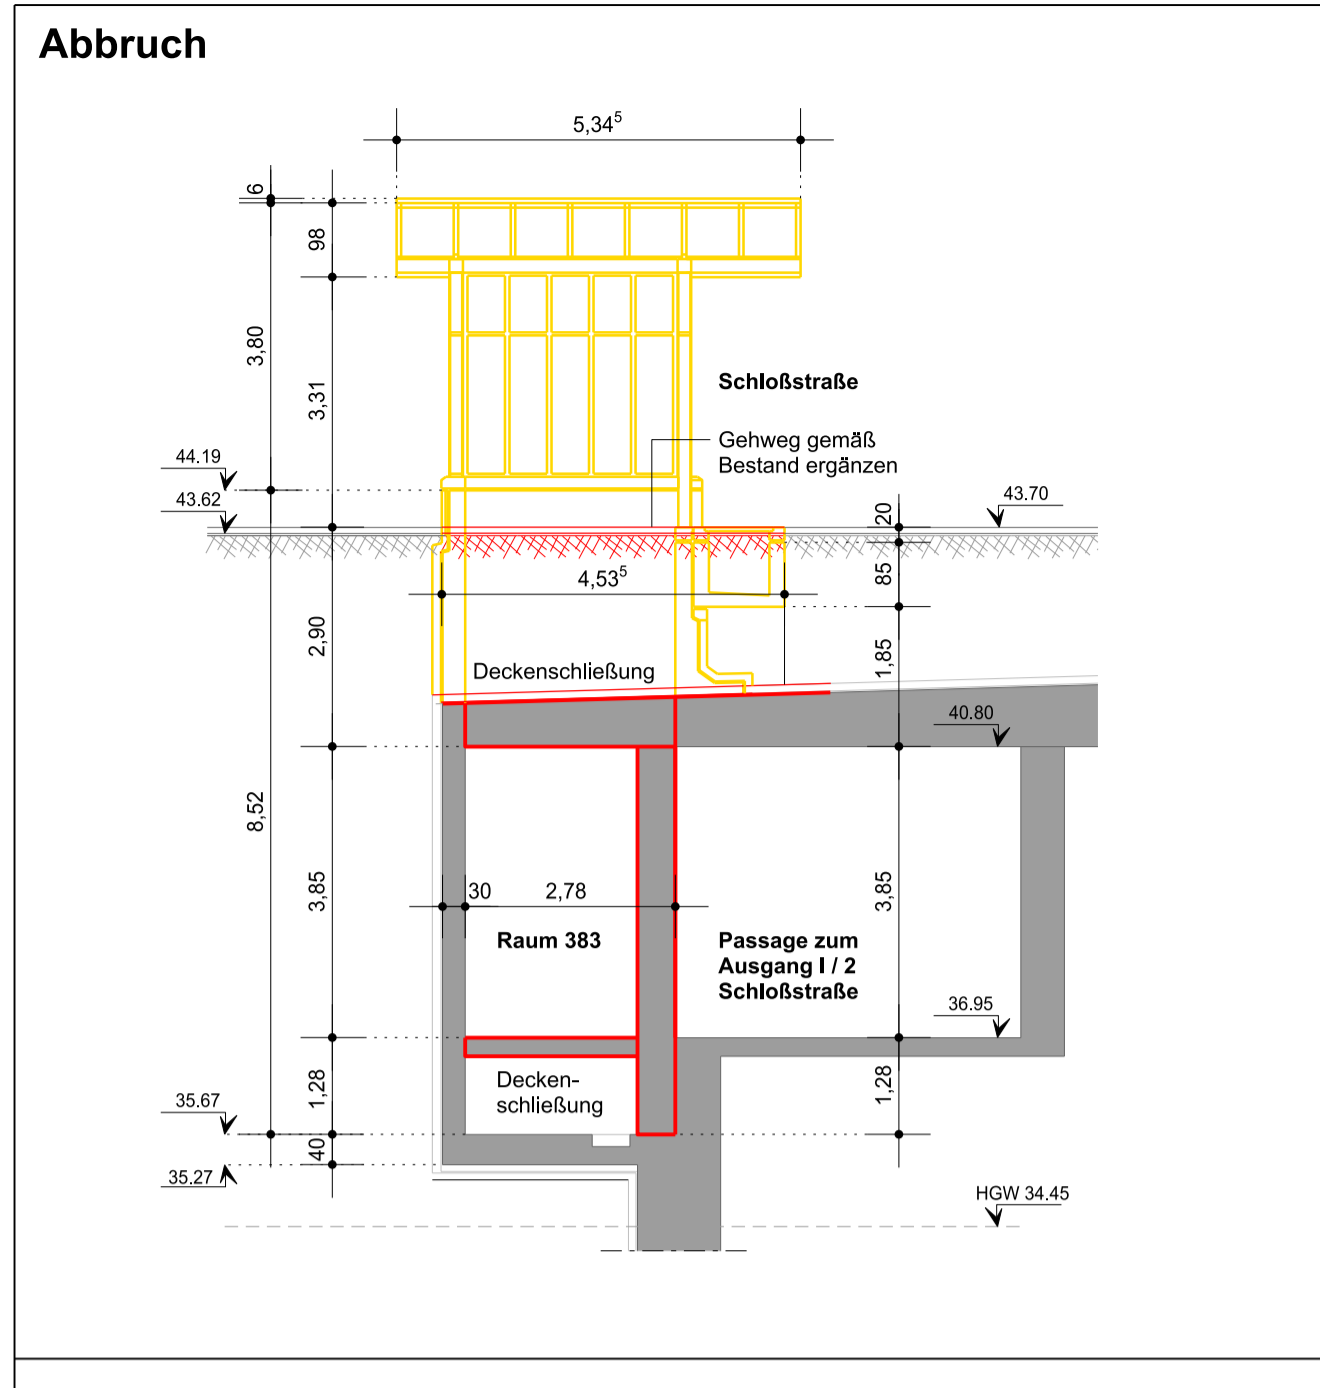 Abbruch
5,34⁵
6
98
3,80
3,31
Schloßstraße
Gehweg gemäß
Bestand ergänzen
44.19
43.62
43.70
20
85
4,53⁵
2,90
1,85
Deckenschließung
40.80
8,52
3,85
30
2,78
3,85
Raum 383
Passage zum
Ausgang I / 2
Schloßstraße
36.95
Decken-
schließung
1,28
1,28
35.67
40
35.27
HGW 34.45